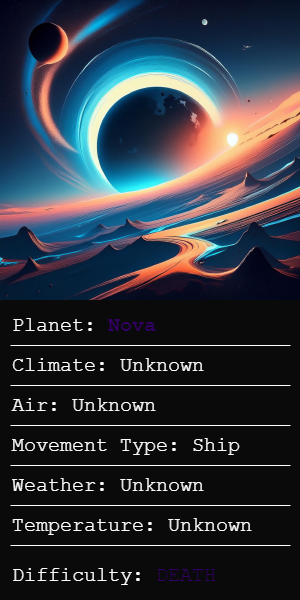 Planet: Nova
Climate: Unknown
Air: Unknown
Movement Type: Ship
Weather: Unknown
Temperature: Unknown
Difficulty: DEATH